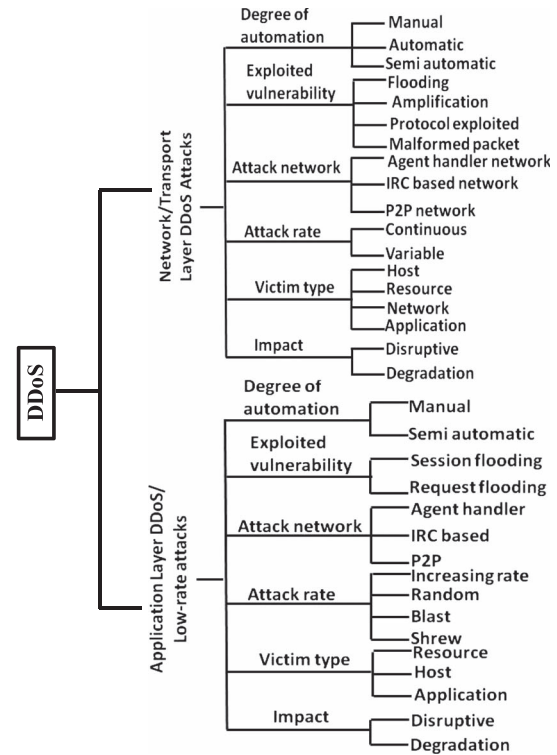 DDoS
Network/Transport
Layer DDoS Attacks
Degree of
automation
Manual
Automatic
Semi automatic
Exploited
vulnerability
Flooding
Amplification
Protocol exploited
Malformed packet
Attack network
Agent handler network
IRC based network
P2P network
Attack rate
Continuous
Variable
Victim type
Host
Resource
Network
Application
Impact
Disruptive
Degradation
Application Layer DDoS/
Low-rate attacks
Degree of
automation
Manual
Semi automatic
Exploited
vulnerability
Session flooding
Request flooding
Attack network
Agent handler
IRC based
P2P
Attack rate
Increasing rate
Random
Blast
Shrew
Victim type
Resource
Host
Application
Impact
Disruptive
Degradation